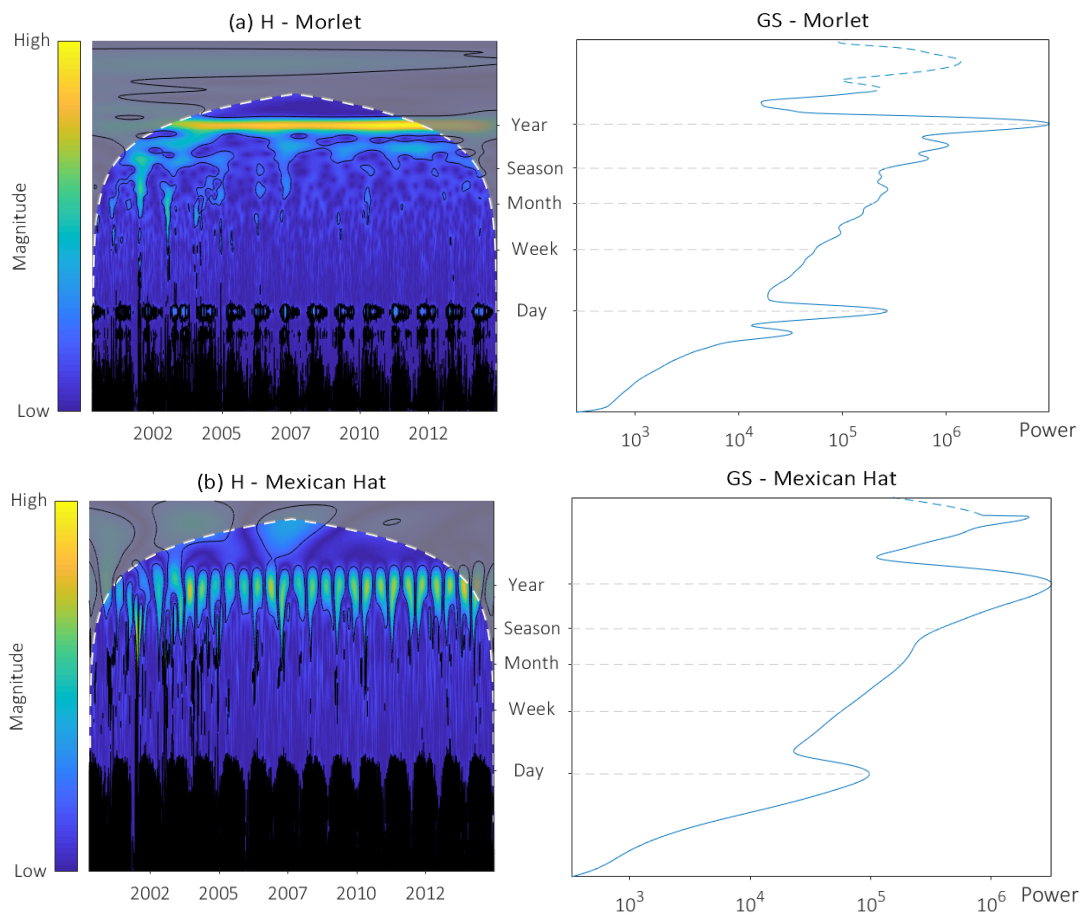 (a) H - Morlet
GS - Morlet
High
Magnitude
Low
Year
Season
Month
Week
Day
2002 2005 2007 2010 2012
10³ 10⁴ 10⁵ 10⁶ Power
(b) H - Mexican Hat
GS - Mexican Hat
High
Magnitude
Low
Year
Season
Month
Week
Day
2002 2005 2007 2010 2012
10³ 10⁴ 10⁵ 10⁶ Power